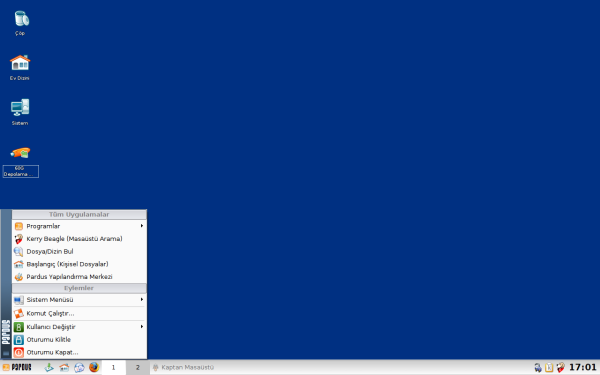 Çöp
Ev Dizini
Sistem
60G
Depolama ...
Tüm Uygulamalar
Programlar
Kerry Beagle (Masaüstü Arama)
Dosya/Dizin Bul
Başlangıç (Kişisel Dosyalar)
Pardus Yapılandırma Merkezi
Eylemler
Sistem Menüsü
Komut Çalıştır...
Kullanıcı Değiştir
Oturumu Kilitle
Oturumu Kapat...
PARDUS
PARDUS
1
2
Kaptan Masaüstü
17:01